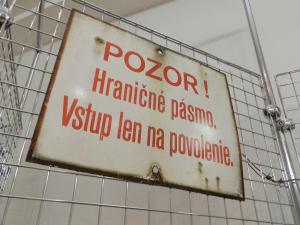 POZOR!
Hraničné pásmo.
Vstup len na povolenie.